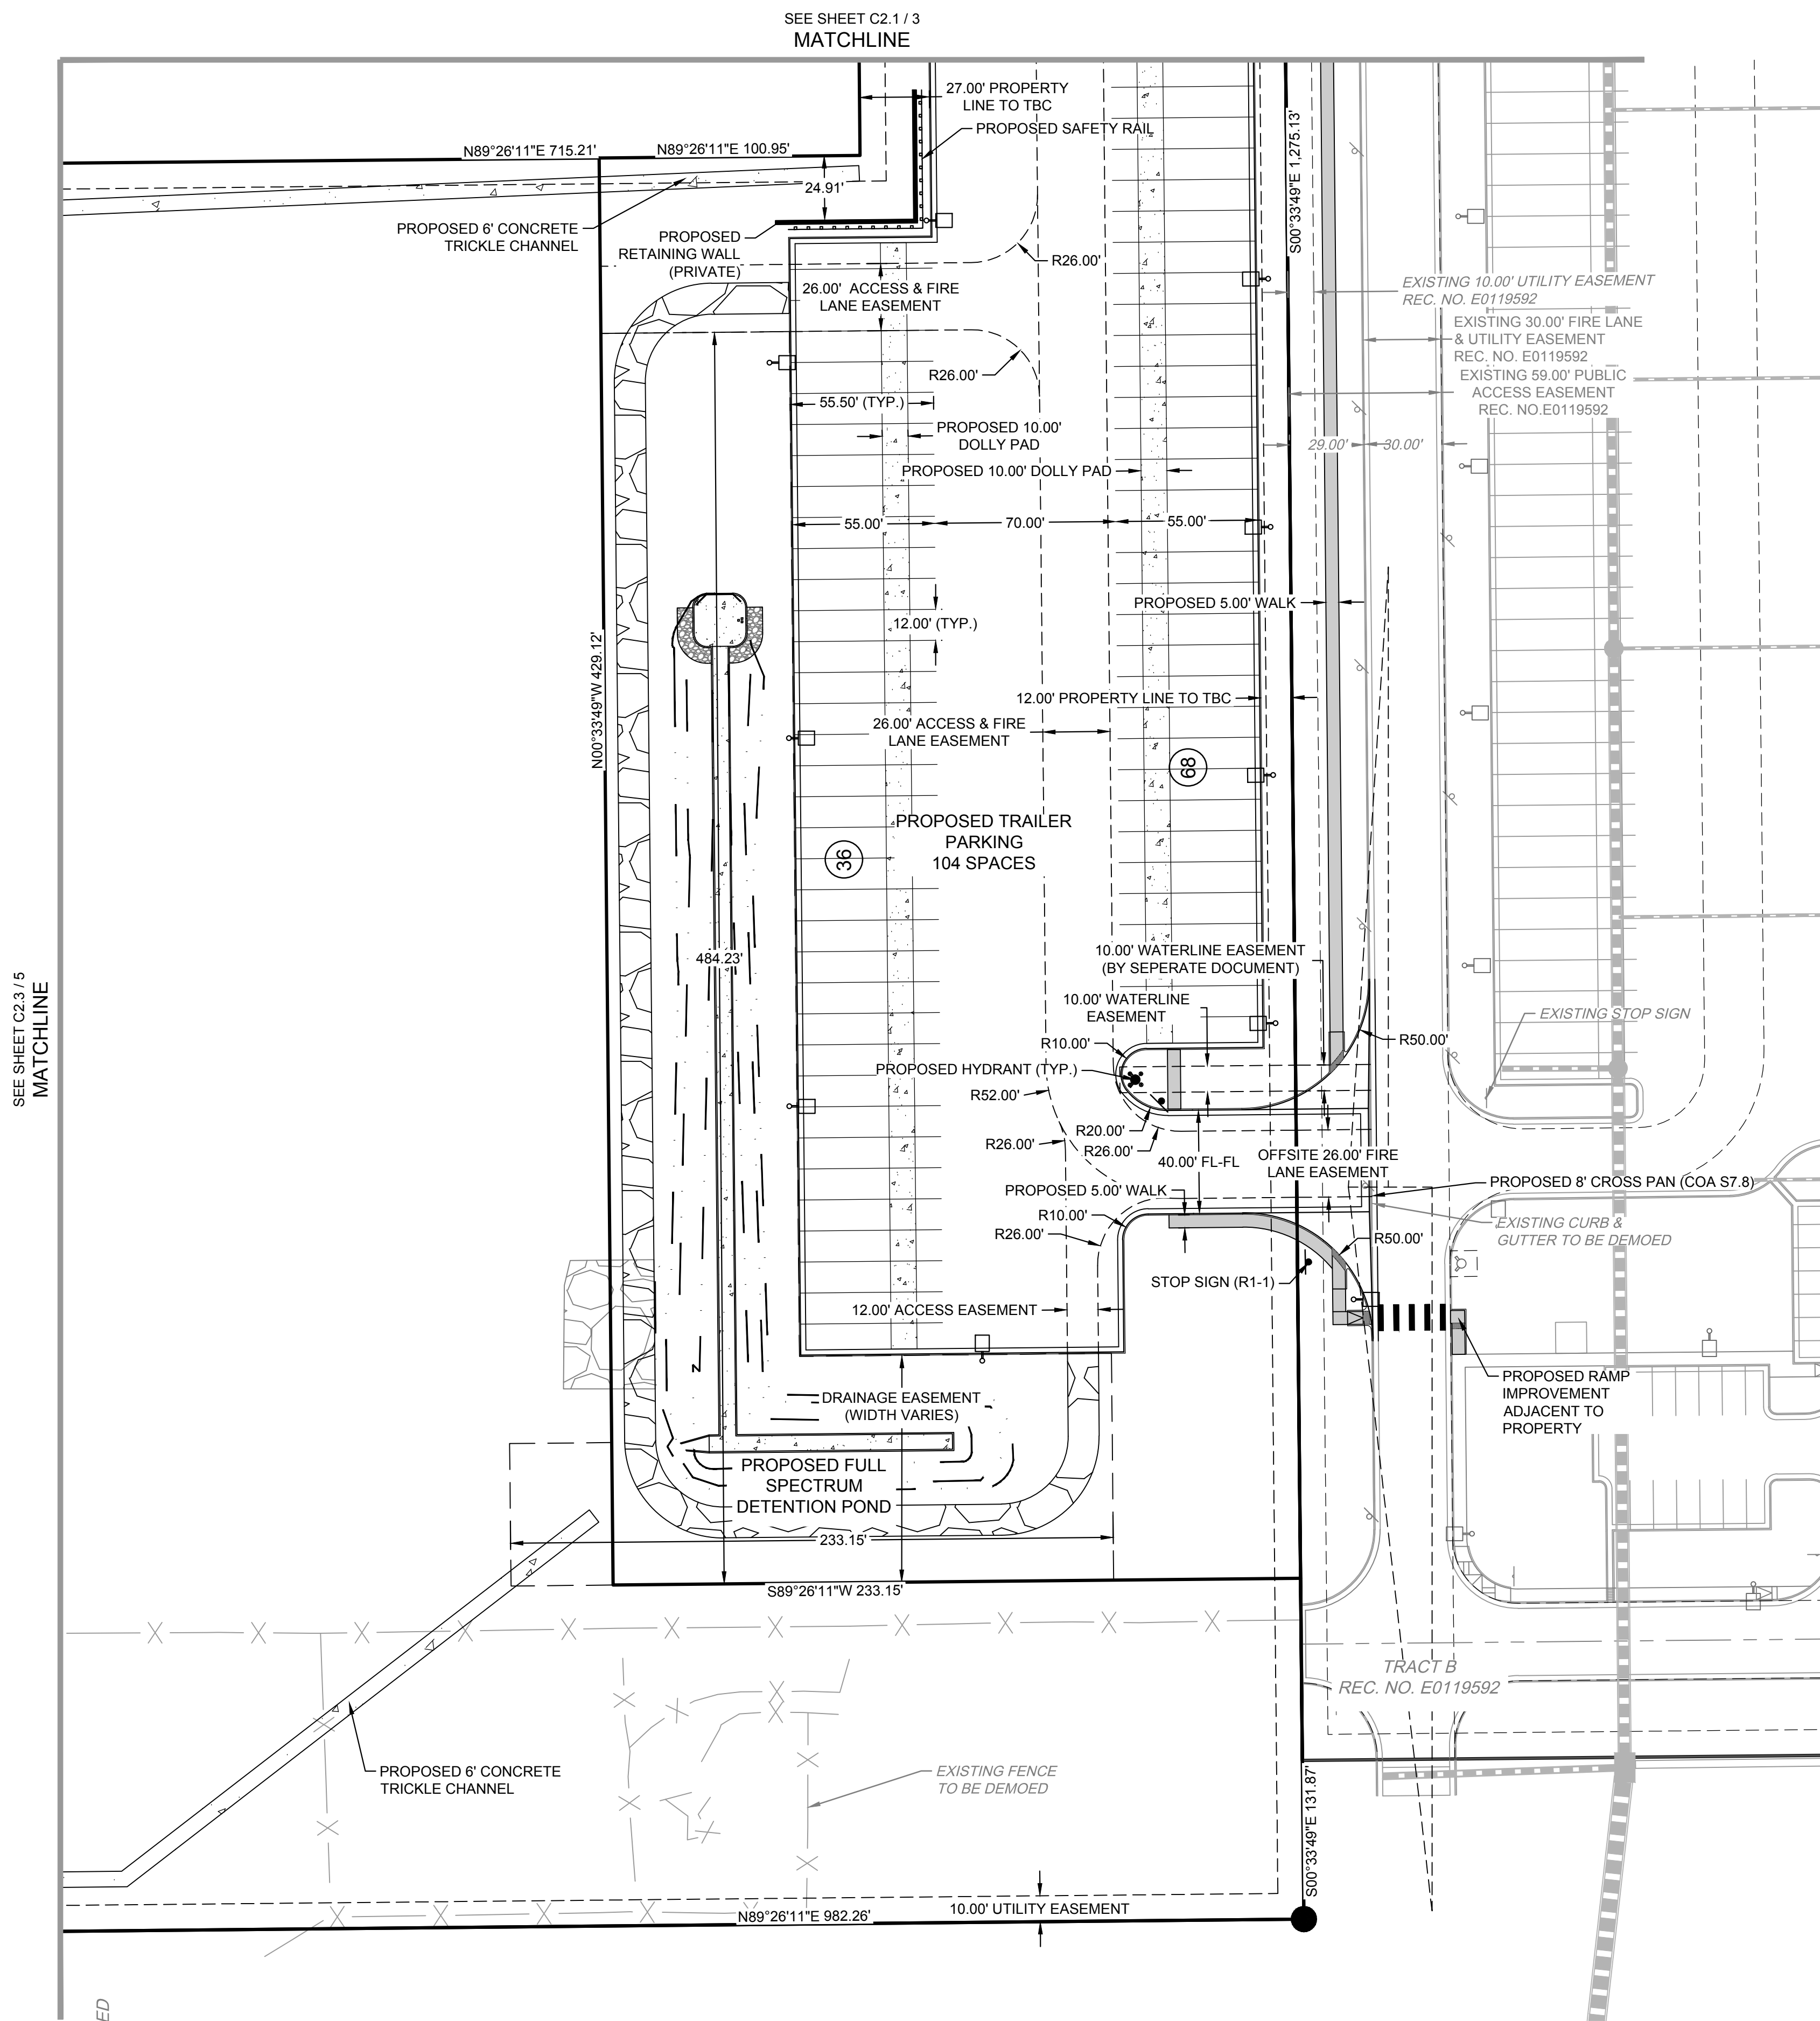 SEE SHEET C2.1 / 3
MATCHLINE
27.00' PROPERTY
LINE TO TBC
PROPOSED SAFETY RAIL
N89°26'11"E 715.21'
N89°26'11"E 100.95'
24.91'
S00°33'49"E 1,275.13'
PROPOSED 6' CONCRETE
TRICKLE CHANNEL
PROPOSED
RETAINING WALL
(PRIVATE)
R26.00'
26.00' ACCESS & FIRE
LANE EASEMENT
EXISTING 10.00' UTILITY EASEMENT
REC. NO. E0119592
EXISTING 30.00' FIRE LANE
& UTILITY EASEMENT
REC. NO. E0119592
EXISTING 59.00' PUBLIC
ACCESS EASEMENT
REC. NO.E0119592
R26.00'
55.50' (TYP.)
PROPOSED 10.00'
DOLLY PAD
29.00'
30.00'
PROPOSED 10.00' DOLLY PAD
55.00'
70.00'
55.00'
PROPOSED 5.00' WALK
12.00' (TYP.)
N00°33'49"W 429.12'
12.00' PROPERTY LINE TO TBC
26.00' ACCESS & FIRE
LANE EASEMENT
68
PROPOSED TRAILER
PARKING
104 SPACES
36
484.23'
SEE SHEET C2.3 / 5
MATCHLINE
10.00' WATERLINE EASEMENT
(BY SEPERATE DOCUMENT)
10.00' WATERLINE
EASEMENT
EXISTING STOP SIGN
R10.00'
R50.00'
PROPOSED HYDRANT (TYP.)
R52.00'
R20.00'
R26.00'
R26.00'
40.00' FL-FL
OFFSITE 26.00' FIRE
LANE EASEMENT
PROPOSED 5.00' WALK
PROPOSED 8' CROSS PAN (COA S7.8)
R10.00'
R26.00'
EXISTING CURB &
GUTTER TO BE DEMOED
R50.00'
STOP SIGN (R1-1)
12.00' ACCESS EASEMENT
PROPOSED RAMP
IMPROVEMENT
ADJACENT TO
PROPERTY
DRAINAGE EASEMENT
(WIDTH VARIES)
PROPOSED FULL
SPECTRUM
DETENTION POND
233.15'
S89°26'11"W 233.15'
TRACT B
REC. NO. E0119592
PROPOSED 6' CONCRETE
TRICKLE CHANNEL
EXISTING FENCE
TO BE DEMOED
S00°33'49"E 131.87'
N89°26'11"E 982.26'
10.00' UTILITY EASEMENT
ED